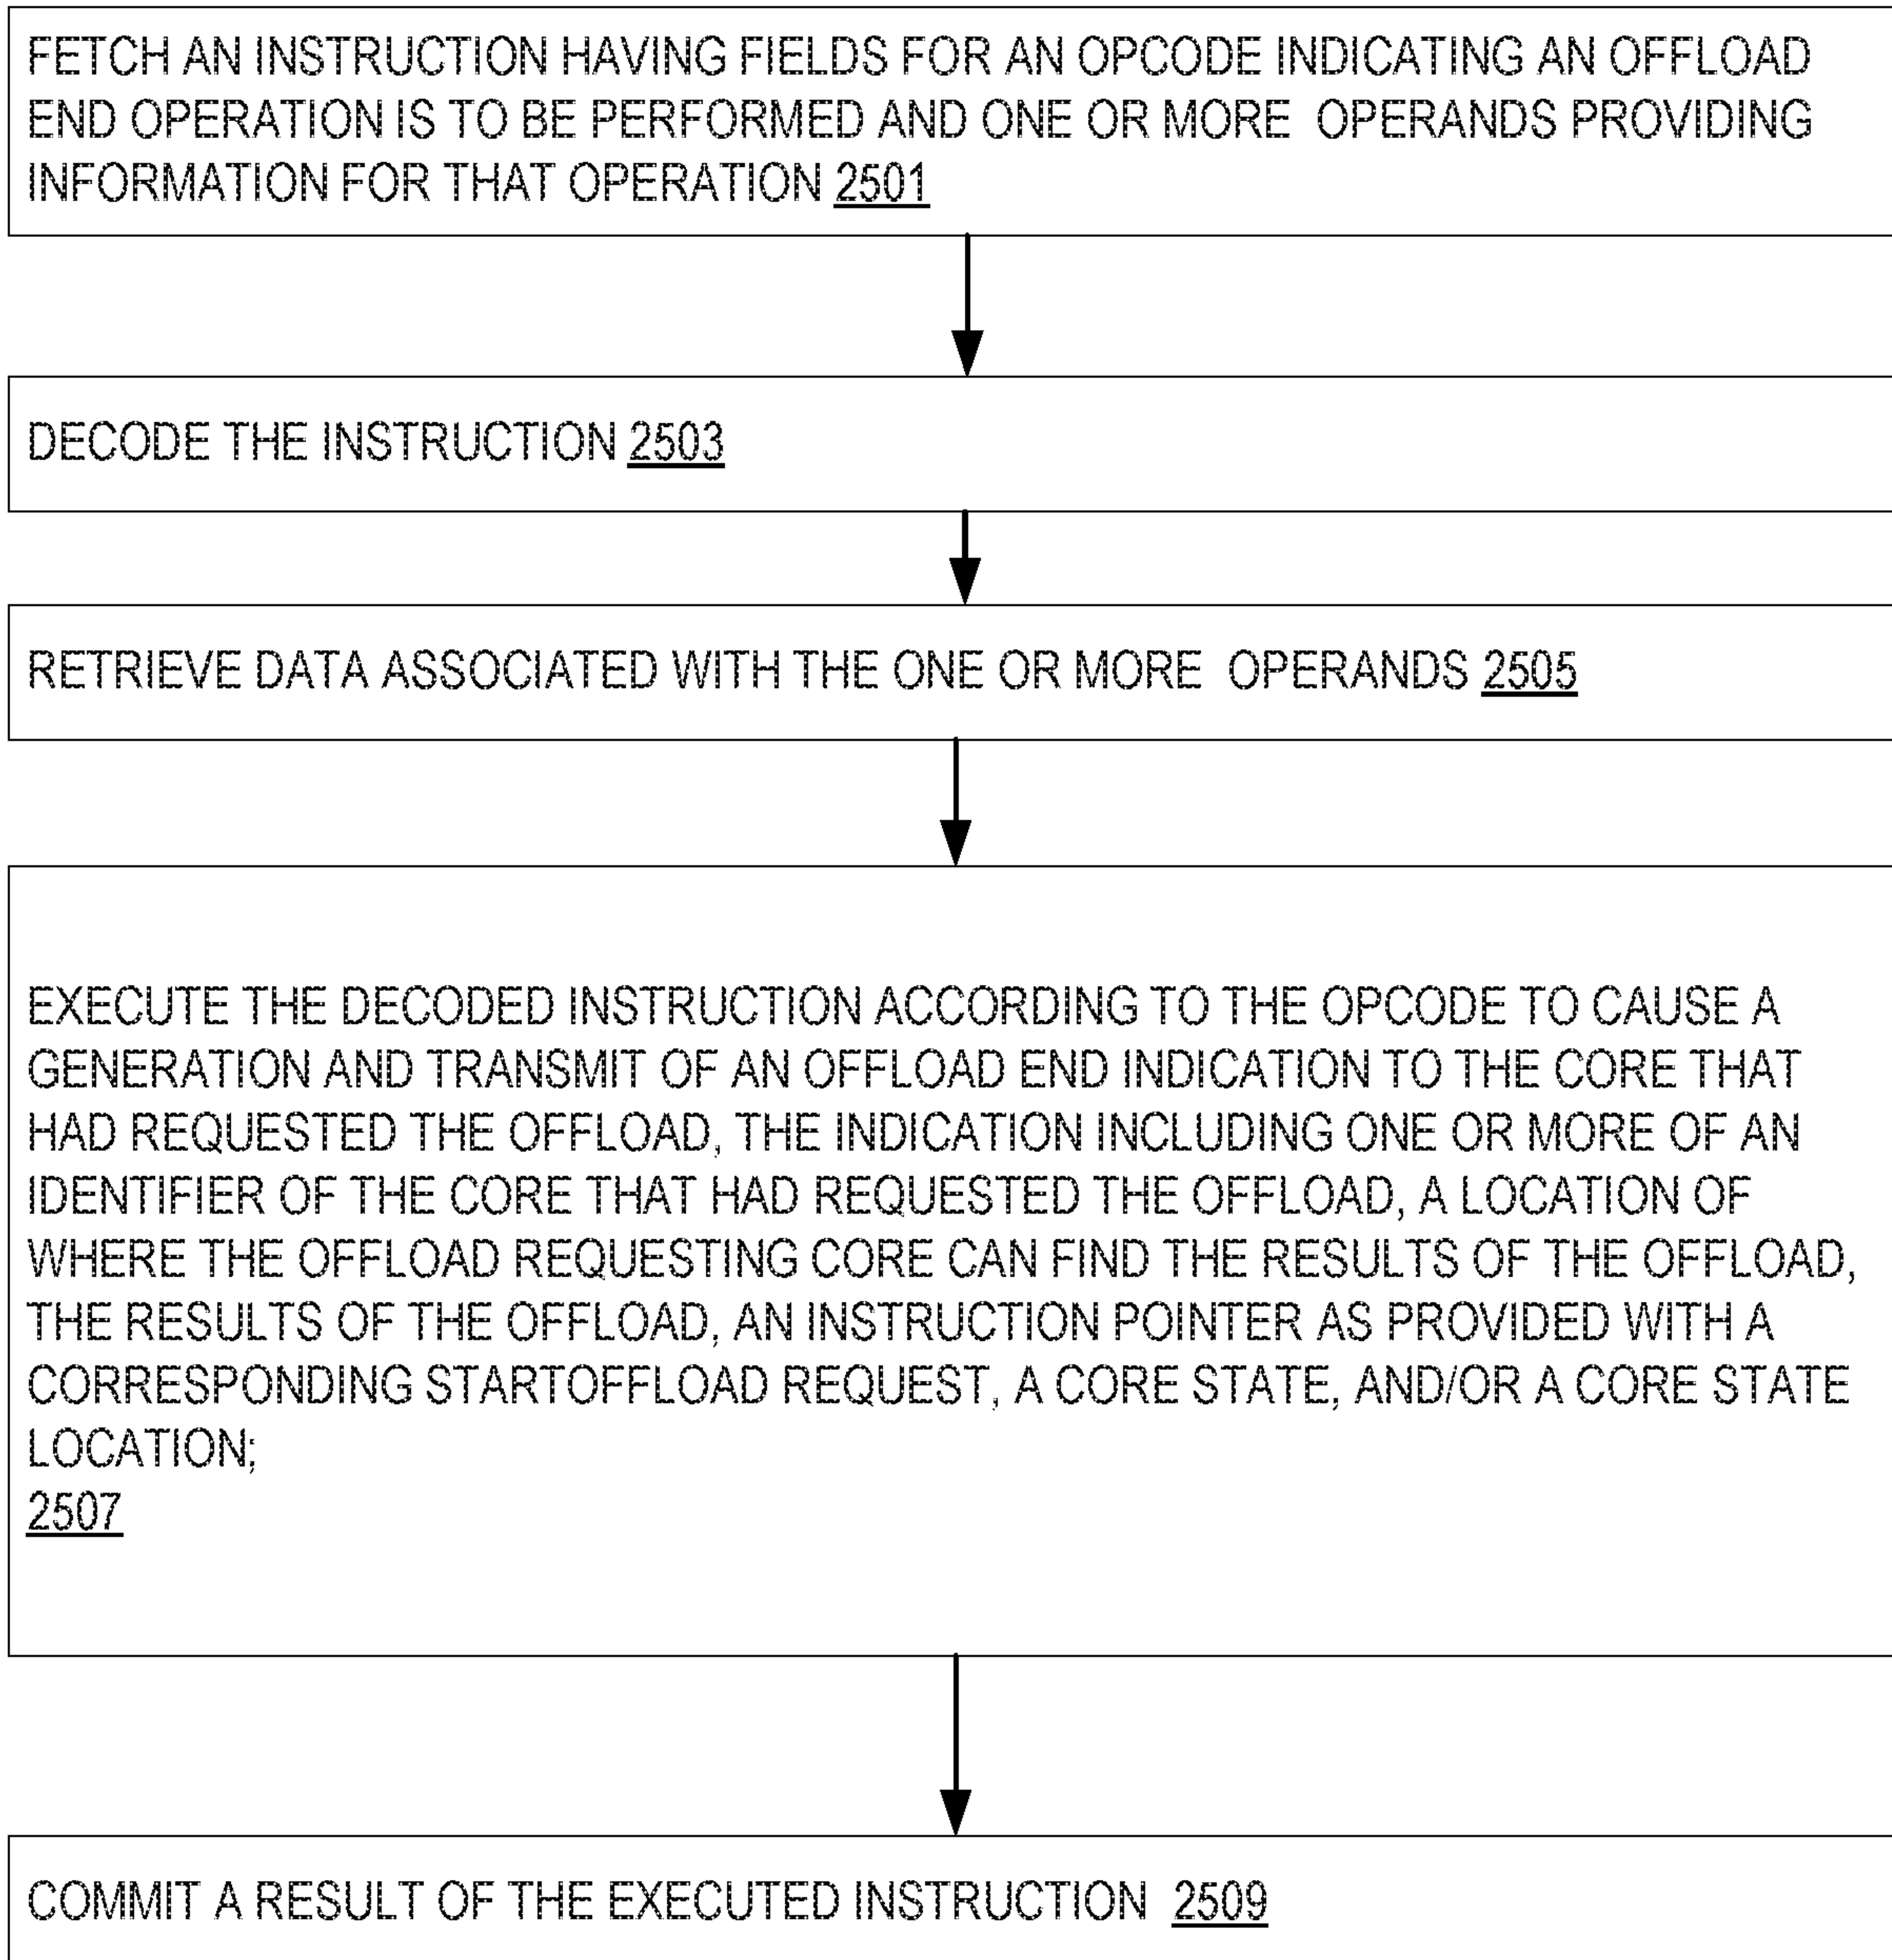 FETCH AN INSTRUCTION HAVING FIELDS FOR AN OPCODE INDICATING AN OFFLOAD
END OPERATION IS TO BE PERFORMED AND ONE OR MORE OPERANDS PROVIDING
INFORMATION FOR THAT OPERATION 2501
DECODE THE INSTRUCTION 2503
RETRIEVE DATA ASSOCIATED WITH THE ONE OR MORE OPERANDS 2505
EXECUTE THE DECODED INSTRUCTION ACCORDING TO THE OPCODE TO CAUSE A
GENERATION AND TRANSMIT OF AN OFFLOAD END INDICATION TO THE CORE THAT
HAD REQUESTED THE OFFLOAD, THE INDICATION INCLUDING ONE OR MORE OF AN
IDENTIFIER OF THE CORE THAT HAD REQUESTED THE OFFLOAD, A LOCATION OF
WHERE THE OFFLOAD REQUESTING CORE CAN FIND THE RESULTS OF THE OFFLOAD,
THE RESULTS OF THE OFFLOAD, AN INSTRUCTION POINTER AS PROVIDED WITH A
CORRESPONDING STARTOFFLOAD REQUEST, A CORE STATE, AND/OR A CORE STATE
LOCATION;
2507
COMMIT A RESULT OF THE EXECUTED INSTRUCTION 2509